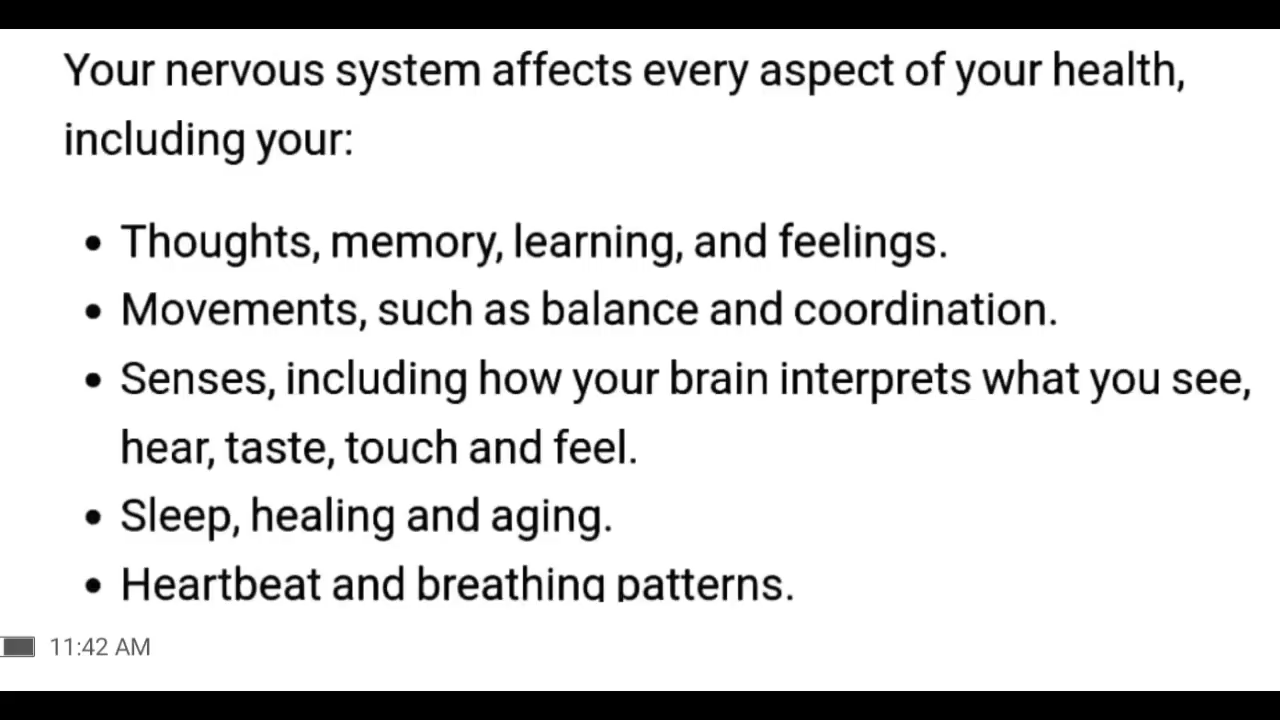 Your nervous system affects every aspect of your health,
including your:
• Thoughts, memory, learning, and feelings.
• Movements, such as balance and coordination.
• Senses, including how your brain interprets what you see,
hear, taste, touch and feel.
• Sleep, healing and aging.
• Heartbeat and breathing patterns.
11:42 AM